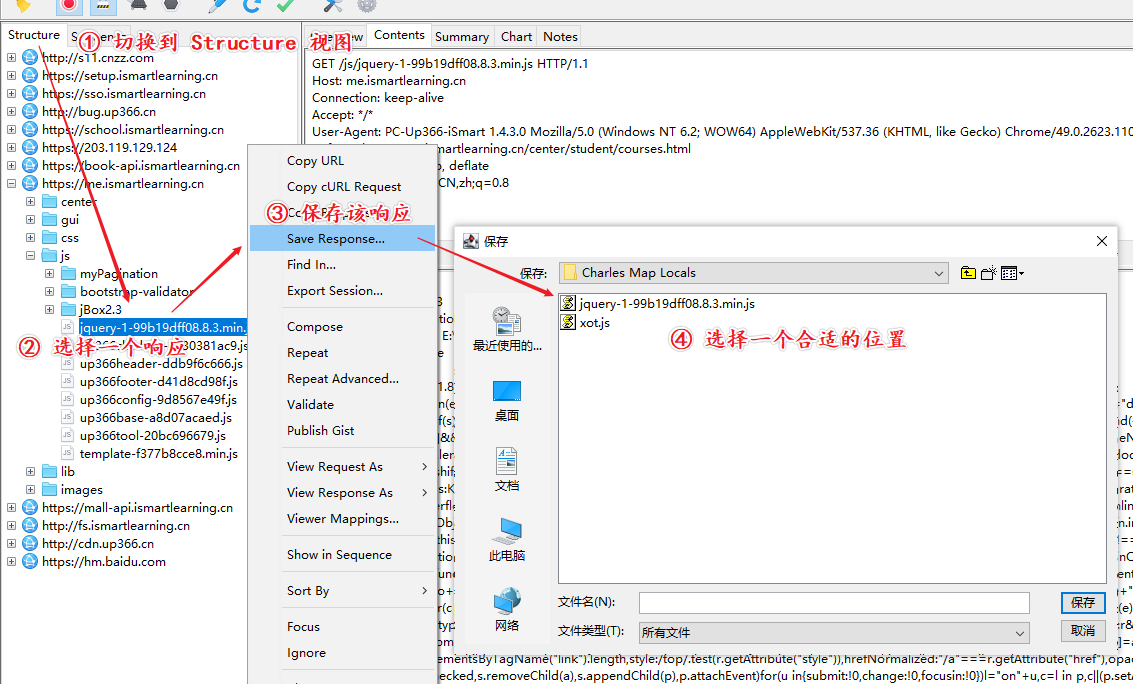 Structure
Contents
Summary
Chart
Notes
① 切换到 Structure 视图
http://s11.cnzz.com
https://setup.ismartlearning.cn
https://sso.ismartlearning.cn
http://bug.up366.cn
https://school.ismartlearning.cn
https://203.119.129.124
https://book-api.ismartlearning.cn
https://me.ismartlearning.cn
center
gui
css
js
myPagination
bootstrap-validator
jBox2.3
jquery-1-99b19dff08.8.3.min.
② 选择一个响应
30381ac9.js
up366header-ddb9f6c666.js
up366footer-d41d8cd98f.js
up366config-9d8567e49f.js
up366base-a8d07acaed.js
up366tool-20bc696679.js
template-f377b8cce8.min.js
lib
images
https://mall-api.ismartlearning.cn
http://fs.ismartlearning.cn
http://cdn.up366.cn
https://hm.baidu.com
GET /js/jquery-1-99b19dff08.8.3.min.js HTTP/1.1
Host: me.ismartlearning.cn
Connection: keep-alive
Accept: */*
User-Agent: PC-Up366-iSmart 1.4.3.0 Mozilla/5.0 (Windows NT 6.2; WOW64) AppleWebKit/537.36 (KHTML, like Gecko) Chrome/49.0.2623.110
smartlearning.cn/center/student/courses.html
, deflate
CN,zh;q=0.8
Copy URL
Copy cURL Request
③ 保存该响应
Save Response...
Find In...
Export Session...
Compose
Repeat
Repeat Advanced...
Validate
Publish Gist
View Request As
View Response As
Viewer Mappings...
Show in Sequence
Sort By
Focus
Ignore
保存
保存:
Charles Map Locals
jquery-1-99b19dff08.8.3.min.js
xot.js
④ 选择一个合适的位置
最近使用的...
桌面
文档
此电脑
网络
文件名(N):
保存
文件类型(T):
所有文件
取消
ementsByTagName("link").length,style:/top/.test(r.getAttribute("style")),hrefNormalized:"/a"===r.getAttribute("href"),opac
ecked,s.removeChild(a),s.appendChild(p),p.attachEvent)for(u in{submit:!0,change:!0,focusin:!0})l="on"+u,c=l in p,c||(p.setA